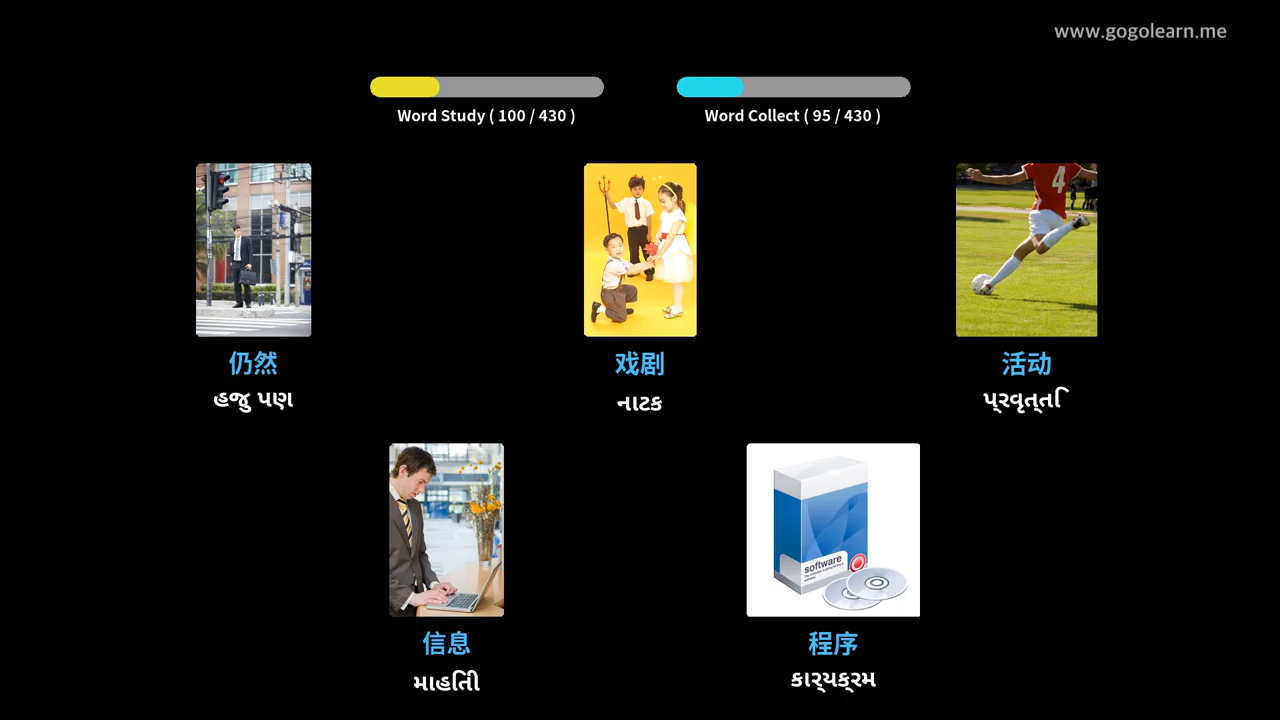 www.gogolearn.me
Word Study ( 100 / 430 )
Word Collect ( 95 / 430 )
仍然
હજુ પણ
戏剧
નાટક
活动
પ્રવૃત્તિ
software
信息
માહિતી
程序
કાર્યક્રમ